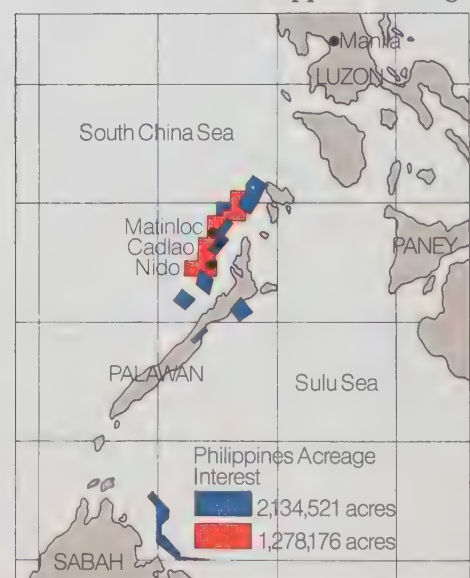 Manila
LUZON
South China Sea
Matinloc
Cadlao
Nido
PANEY
PALAWAN
Sulu Sea
Philippines Acreage
Interest
2,134,521 acres
1,278,176 acres
SABAH